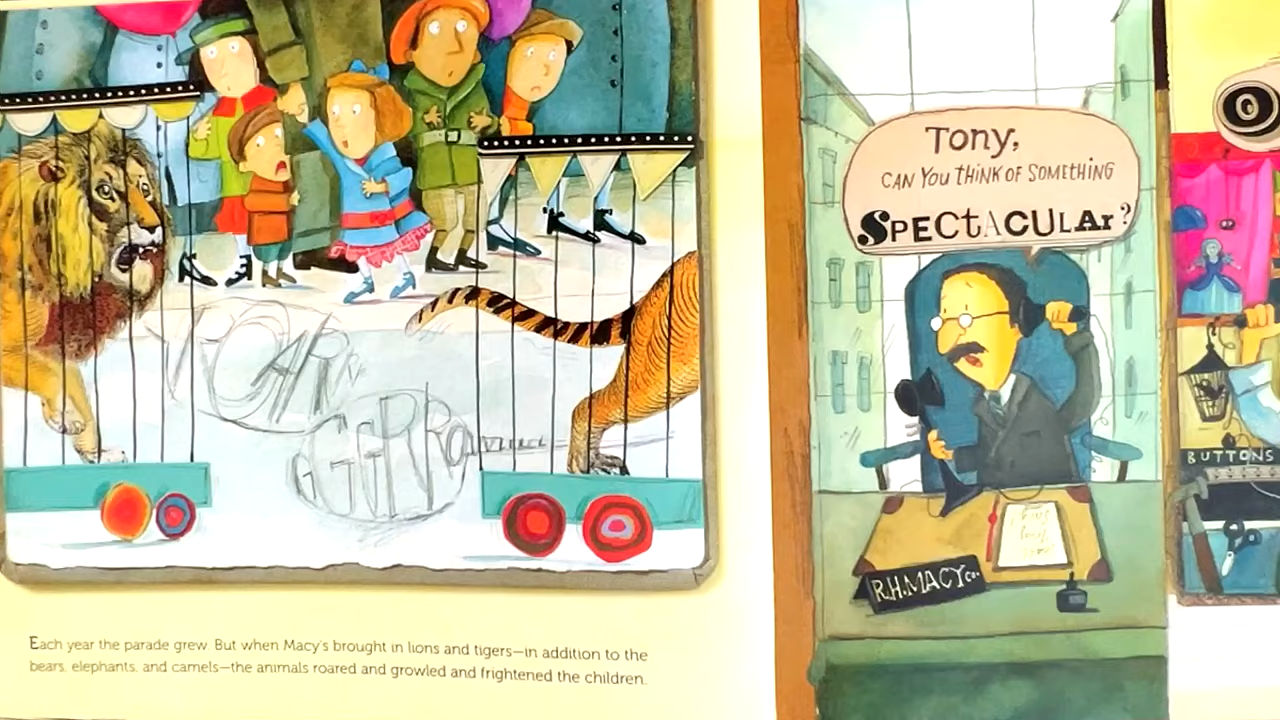 ROAR
GGRR
Each year the parade grew. But when Macy's brought in lions and tigers—in addition to the
bears, elephants, and camels—the animals roared and growled and frightened the children.
Tony,
CAN YOU THINK OF SOMETHING
SPECTACULAR?
R.H.MACY Co.
BUTTONS